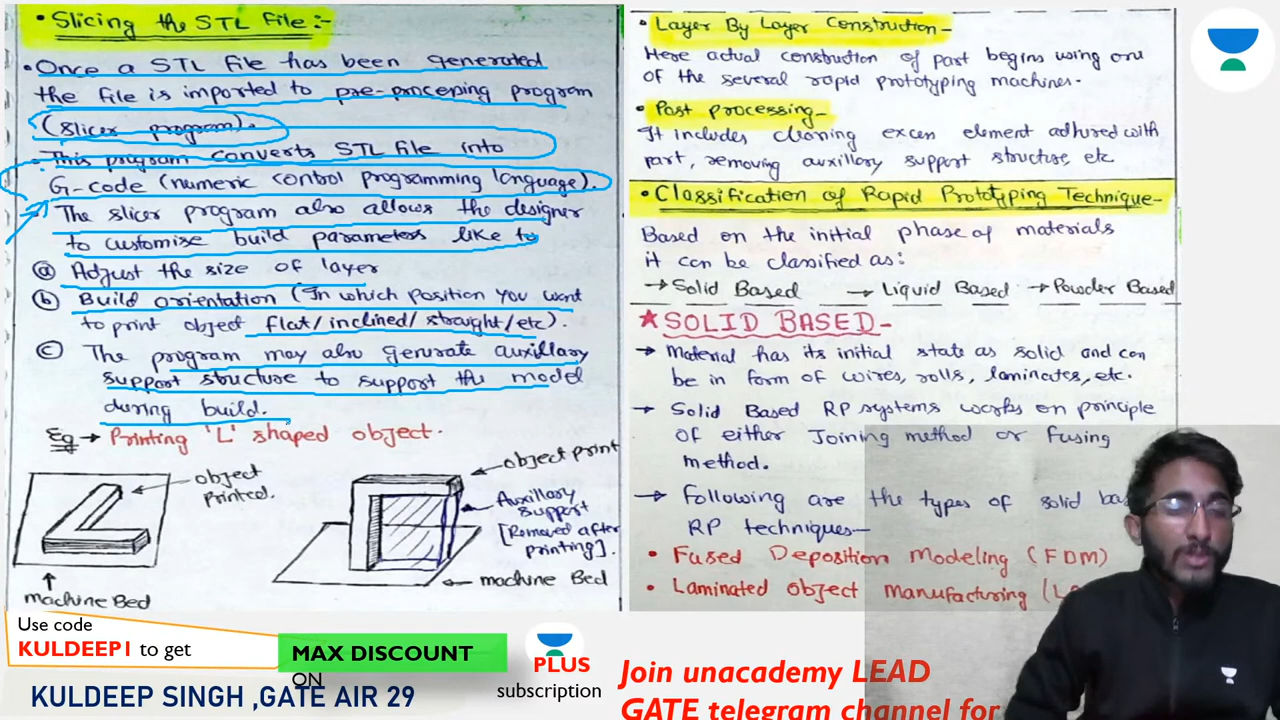 • Slicing the STL File:-
• Once a STL file has been generated
the file is imported to pre-proceping program
(slicer program).
• This program converts STL file into
G-code (numeric control programming language).
The slicer program also allows the designer
to customise build parameters like to
ⓐ Adjust the size of layer
ⓑ Build orientation (In which position you want
to print object flat/inclined/straight/etc).
ⓒ The program may also generate auxillary
support structure to support the model
during build.
Eg → Printing 'L' shaped object.
object
printed.
machine Bed
object print
Auxillary
support
[Removed after
printing].
machine Bed
• Layer By Layer Construction-
Here actual construction of part begins using one
of the several rapid prototyping machines.
• Past processing-
It includes cleaning excen element adhured with
part, removing auxillary support structure, etc
• Classification of Rapid Prototyping Technique-
Based on the initial phase of materials
it can be classified as:
→ Solid Based → Liquid Based → Powder Based
★ SOLID BASED-
→ Material has its initial state as solid and can
be in form of wires, rolls, laminates, etc.
→ Solid Based RP systems works on principle
of either Joining method or fusing
method.
→ Following are the types of solid bas
RP techniques—
• Fused Deposition Modeling (FDM)
• Laminated object manufacturing (L
Use code
KULDEEP1 to get
MAX DISCOUNT
ON
PLUS
subscription
KULDEEP SINGH ,GATE AIR 29
Join unacademy LEAD
GATE telegram channel for